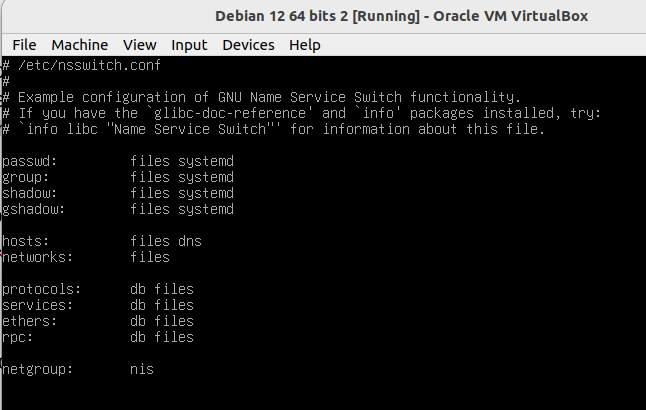 Debian 12 64 bits 2 [Running] - Oracle VM VirtualBox
File Machine View Input Devices Help
# /etc/nsswitch.conf
#
# Example configuration of GNU Name Service Switch functionality.
# If you have the `glibc-doc-reference' and `info' packages installed, try:
# `info libc "Name Service Switch"' for information about this file.
passwd: files systemd
group: files systemd
shadow: files systemd
gshadow: files systemd
hosts: files dns
networks: files
protocols: db files
services: db files
ethers: db files
rpc: db files
netgroup: nis